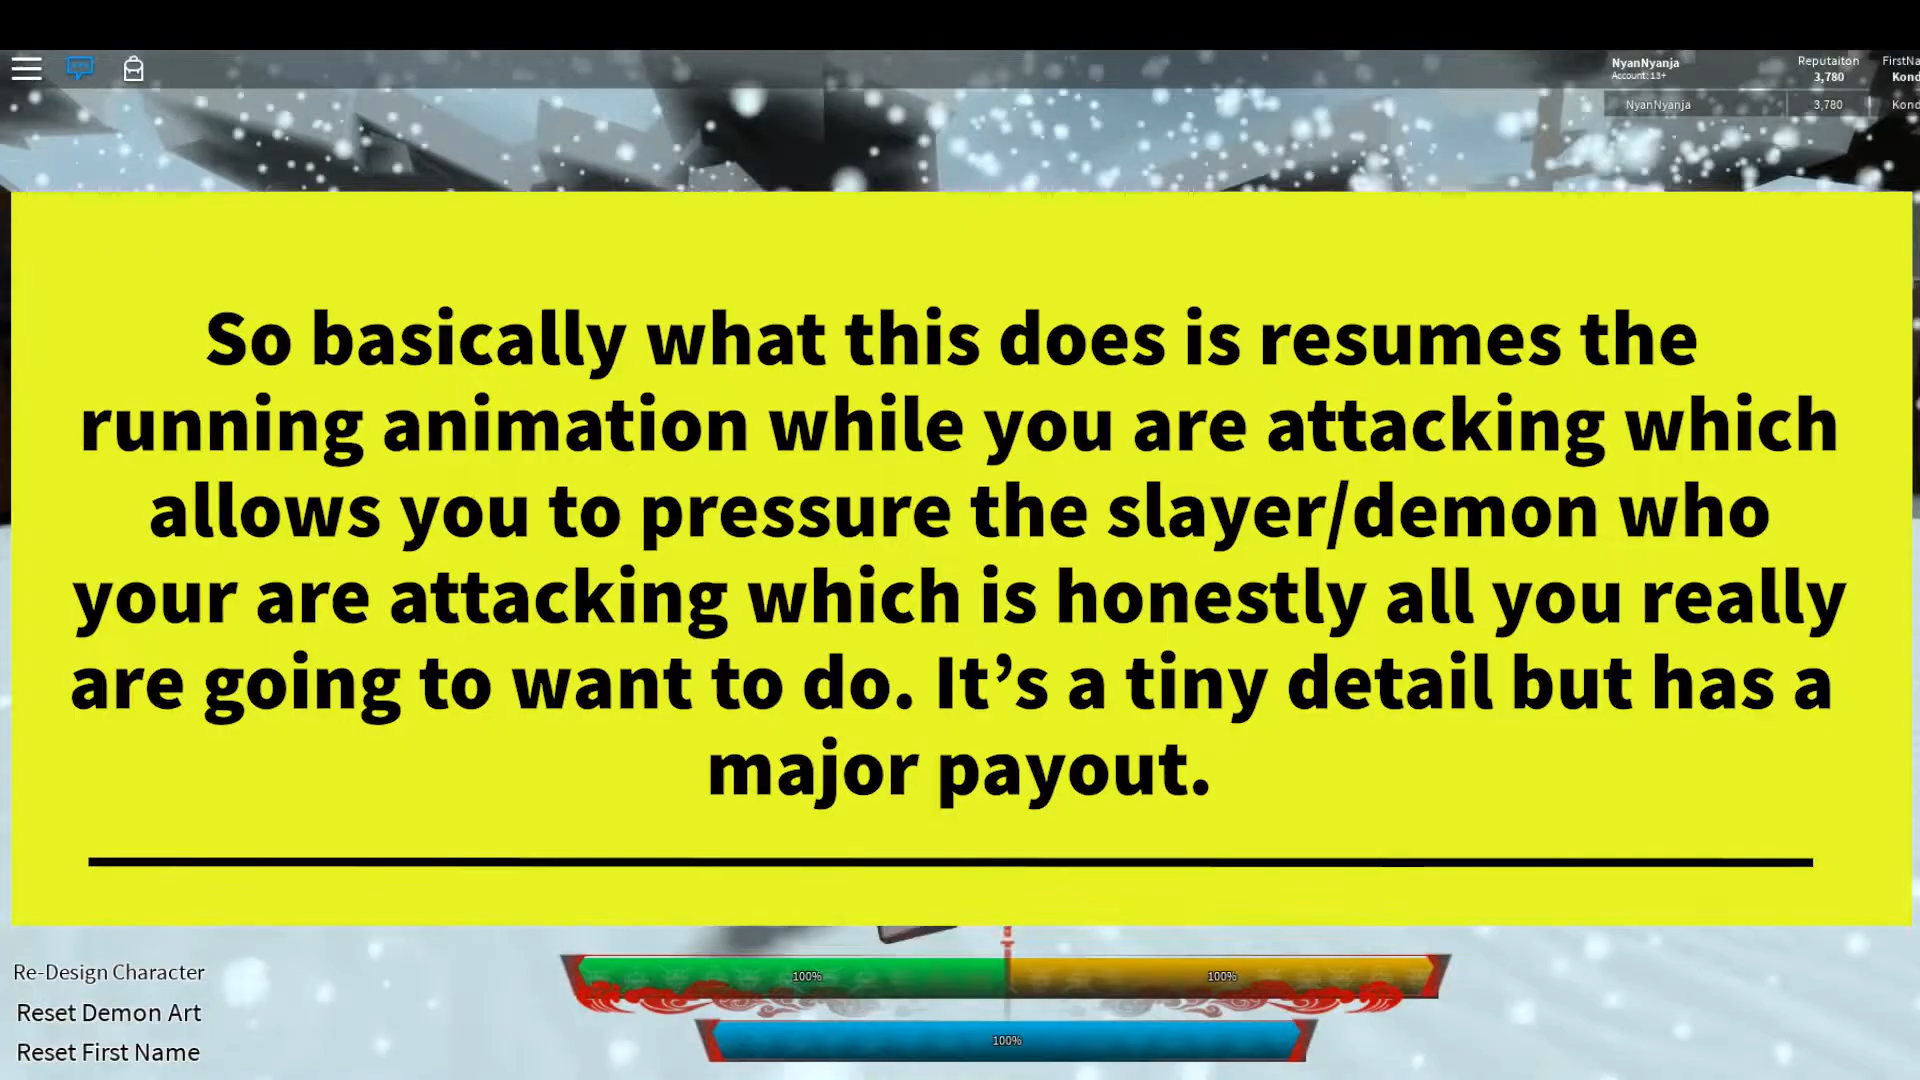 NyanNyanja
Account: 13+
Reputaiton
3,780
FirstNa
Kond
NyanNyanja
3,780
Kond
So basically what this does is resumes the
running animation while you are attacking which
allows you to pressure the slayer/demon who
your are attacking which is honestly all you really
are going to want to do. It’s a tiny detail but has a
major payout.
Re-Design Character
Reset Demon Art
Reset First Name
100%
100%
100%